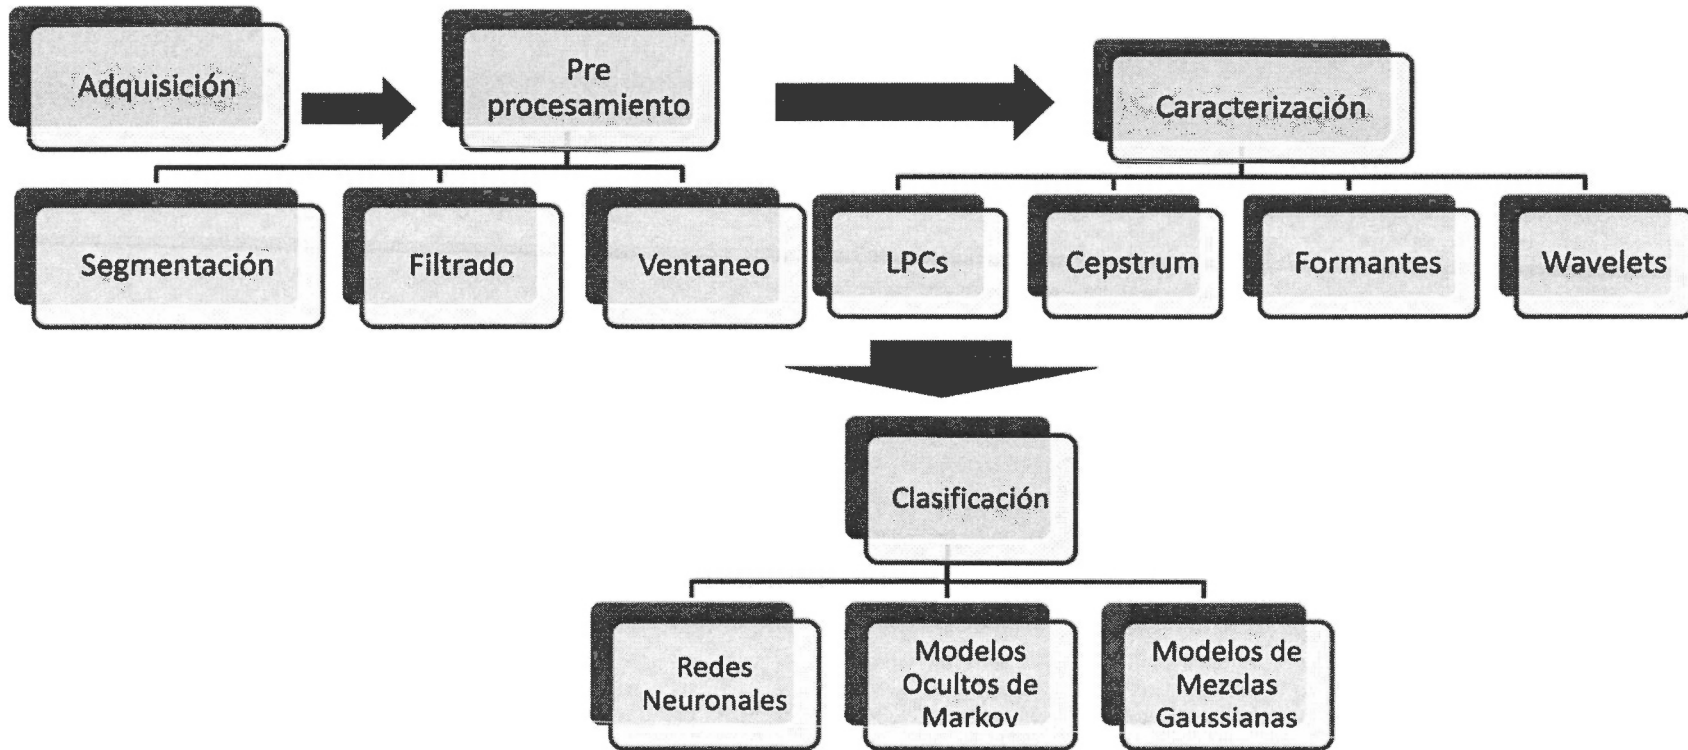 Adquisición
Pre
procesamiento
Caracterización
Segmentación
Filtrado
Ventaneo
LPCs
Cepstrum
Formantes
Wavelets
Clasificación
Redes
Neuronales
Modelos
Ocultos de
Markov
Modelos de
Mezclas
Gaussianas